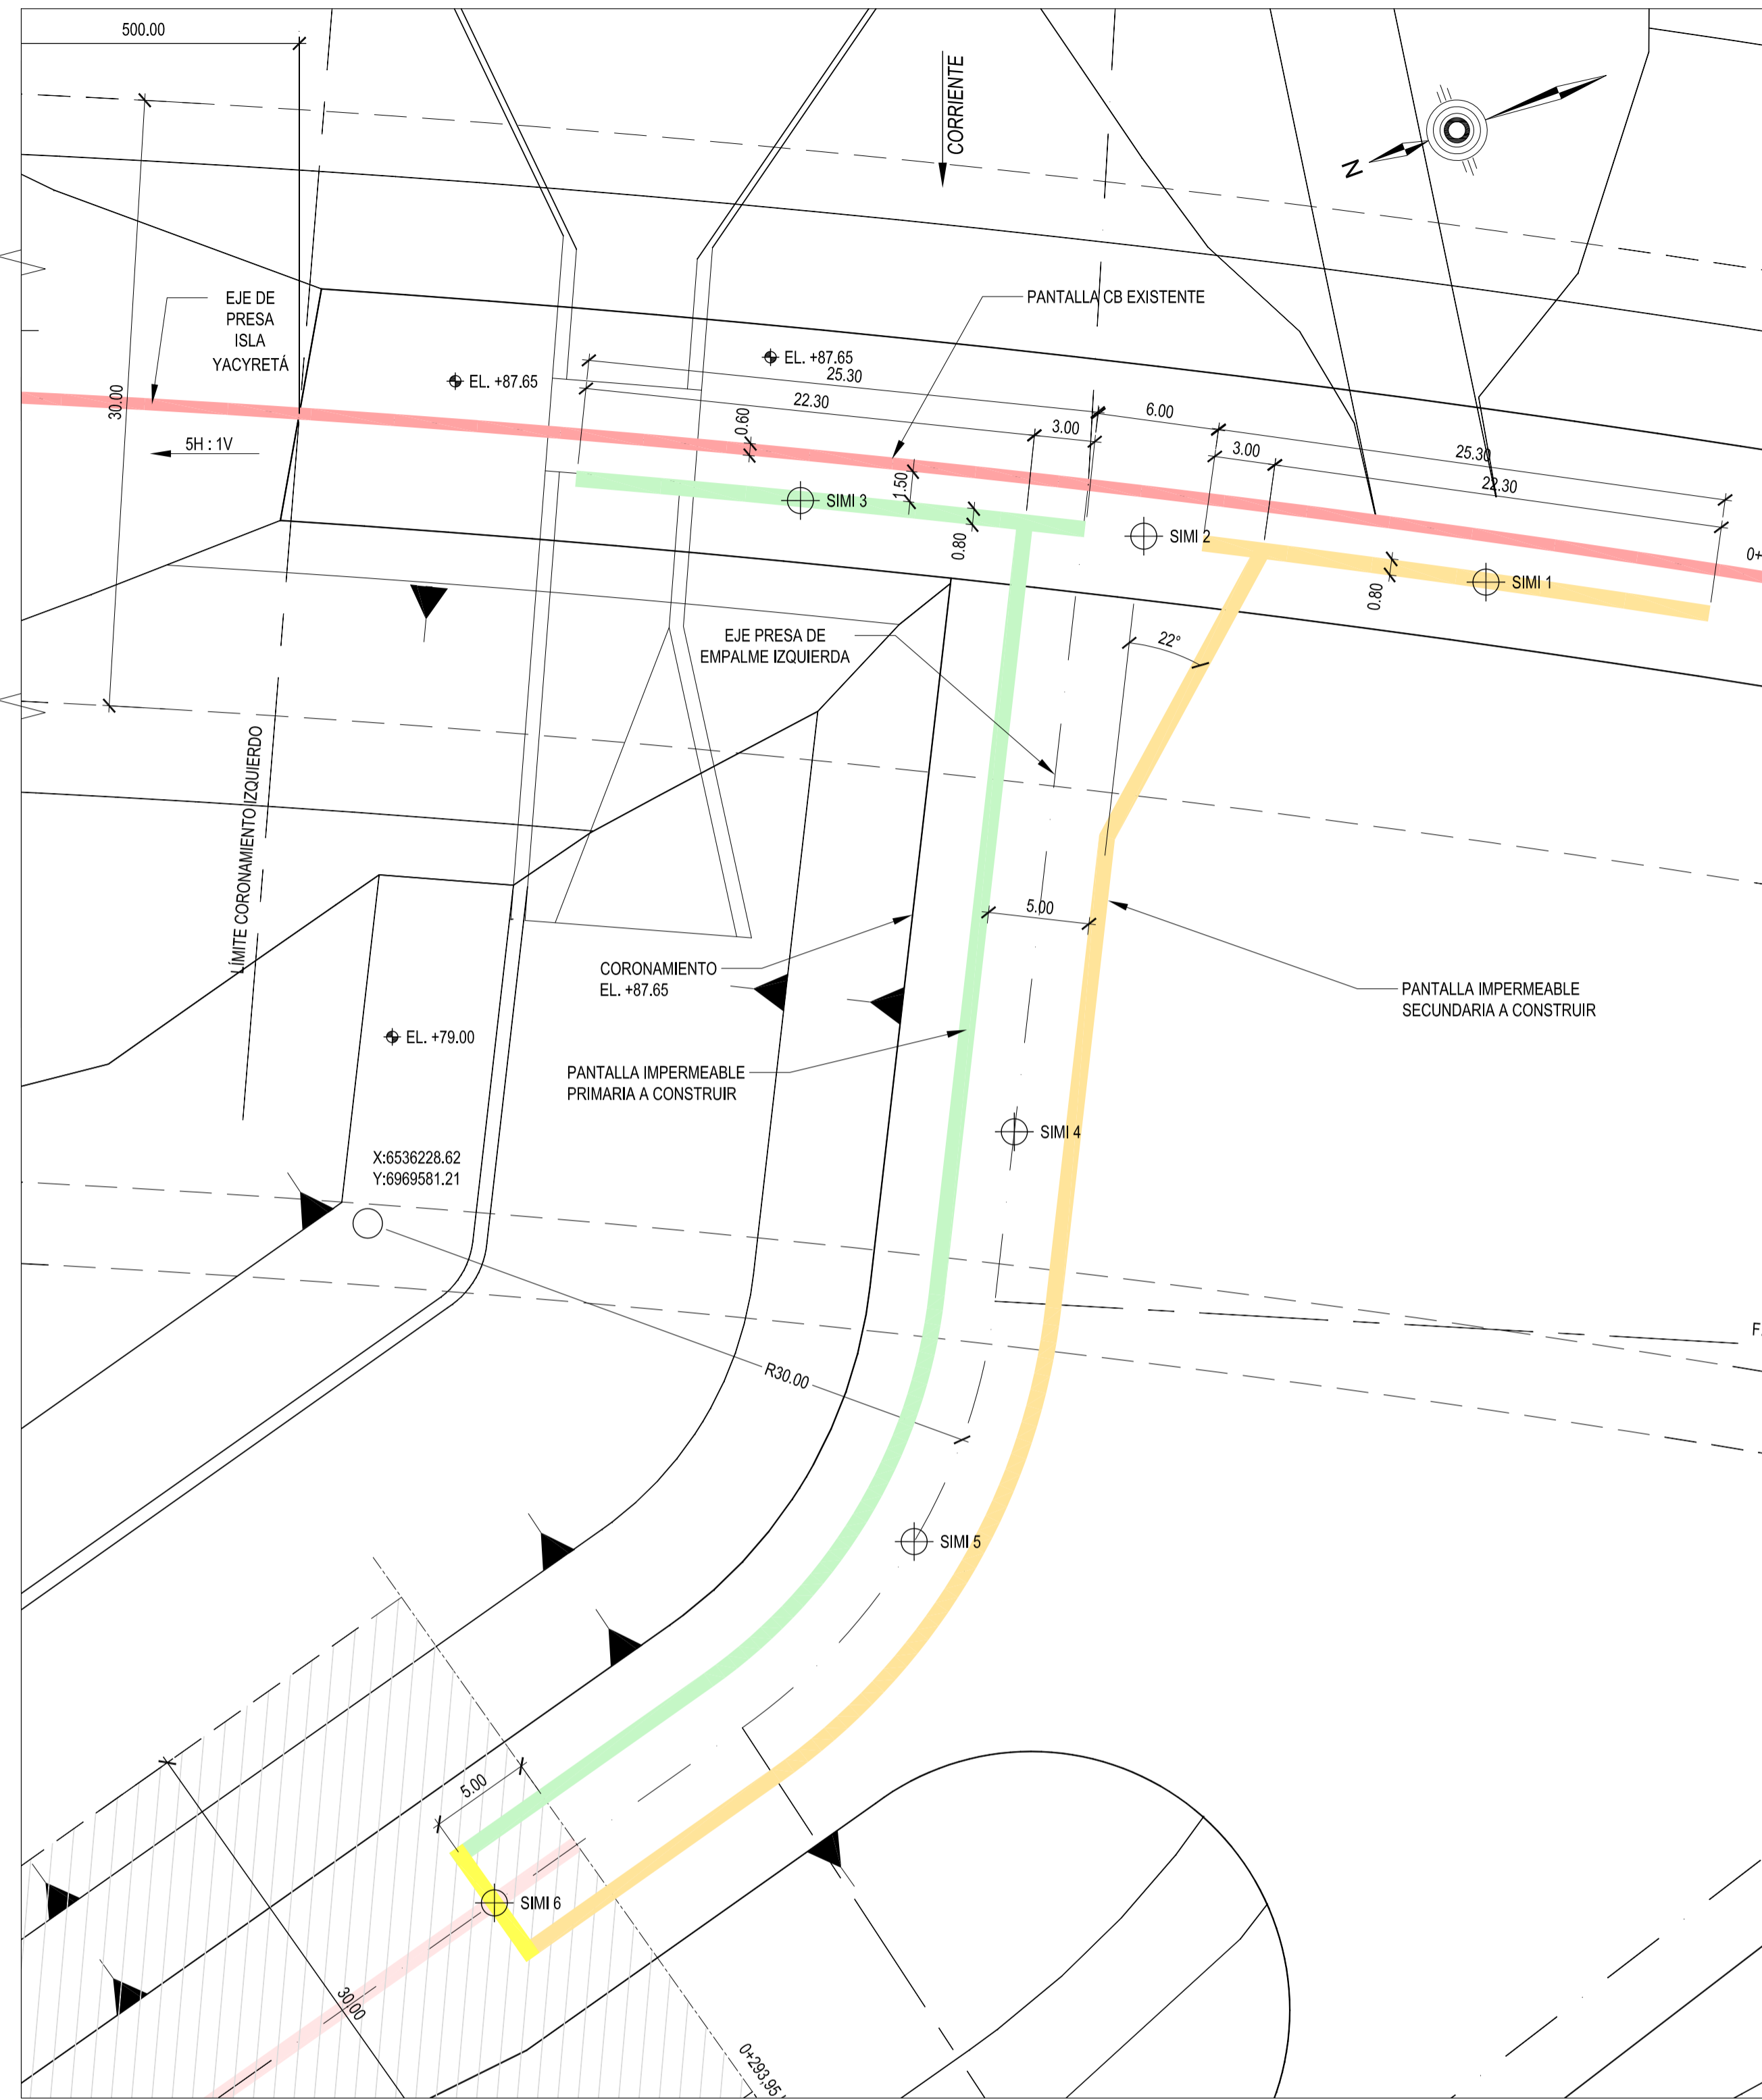 500.00
CORRIENTE
N
EJE DE
PRESA
ISLA
YACYRETÁ
PANTALLA CB EXISTENTE
EL. +87.65
EL. +87.65
25.30
22.30
3.00
6.00
3.00
25.30
22.30
30.00
5H : 1V
0.60
1.50
0.80
SIMI 3
SIMI 2
SIMI 1
0.80
0+
EJE PRESA DE
EMPALME IZQUIERDA
22°
LÍMITE CORONAMIENTO IZQUIERDO
5.00
CORONAMIENTO
EL. +87.65
PANTALLA IMPERMEABLE
SECUNDARIA A CONSTRUIR
EL. +79.00
PANTALLA IMPERMEABLE
PRIMARIA A CONSTRUIR
SIMI 4
X:6536228.62
Y:6969581.21
R30.00
SIMI 5
5.00
SIMI 6
30.00
0+293,95